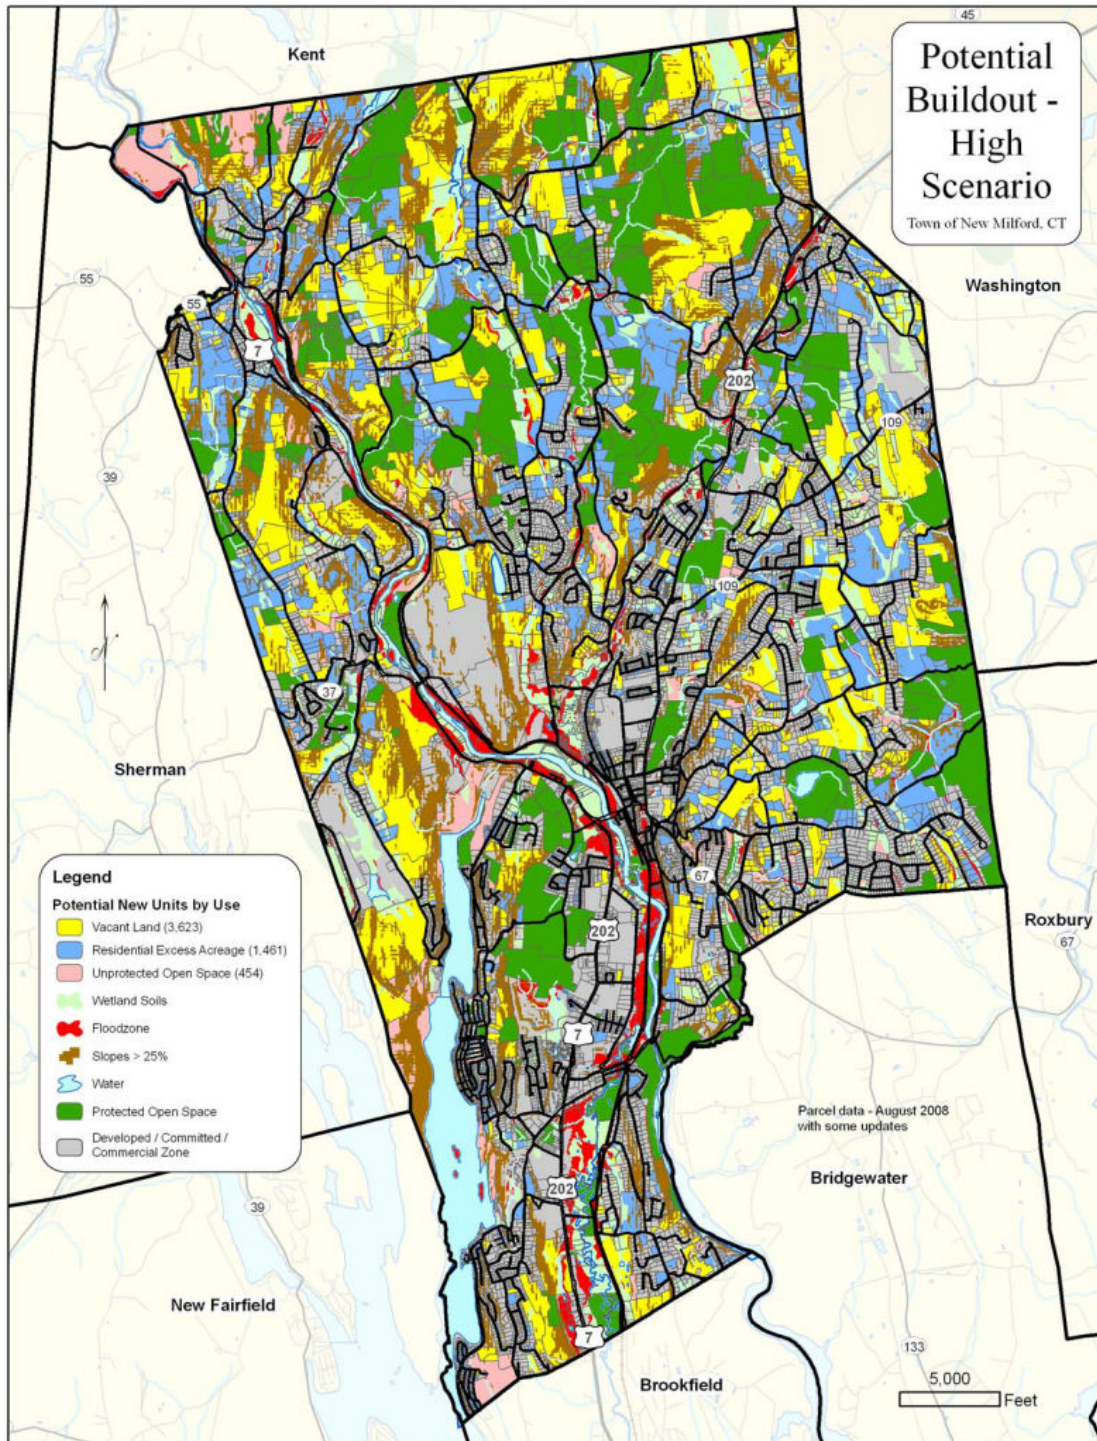 Kent
45
Potential
Buildout -
High
Scenario
Town of New Milford, CT
Washington
55
55
7
202
109
39
109
37
Sherman
Legend
Potential New Units by Use
Vacant Land (3,623)
Residential Excess Acreage (1,461)
Unprotected Open Space (454)
Wetland Soils
Floodzone
Slopes > 25%
Water
Protected Open Space
Developed / Committed /
Commercial Zone
67
202
Roxbury
67
7
Parcel data - August 2008
with some updates
Bridgewater
202
39
New Fairfield
7
133
Brookfield
5,000
Feet
N